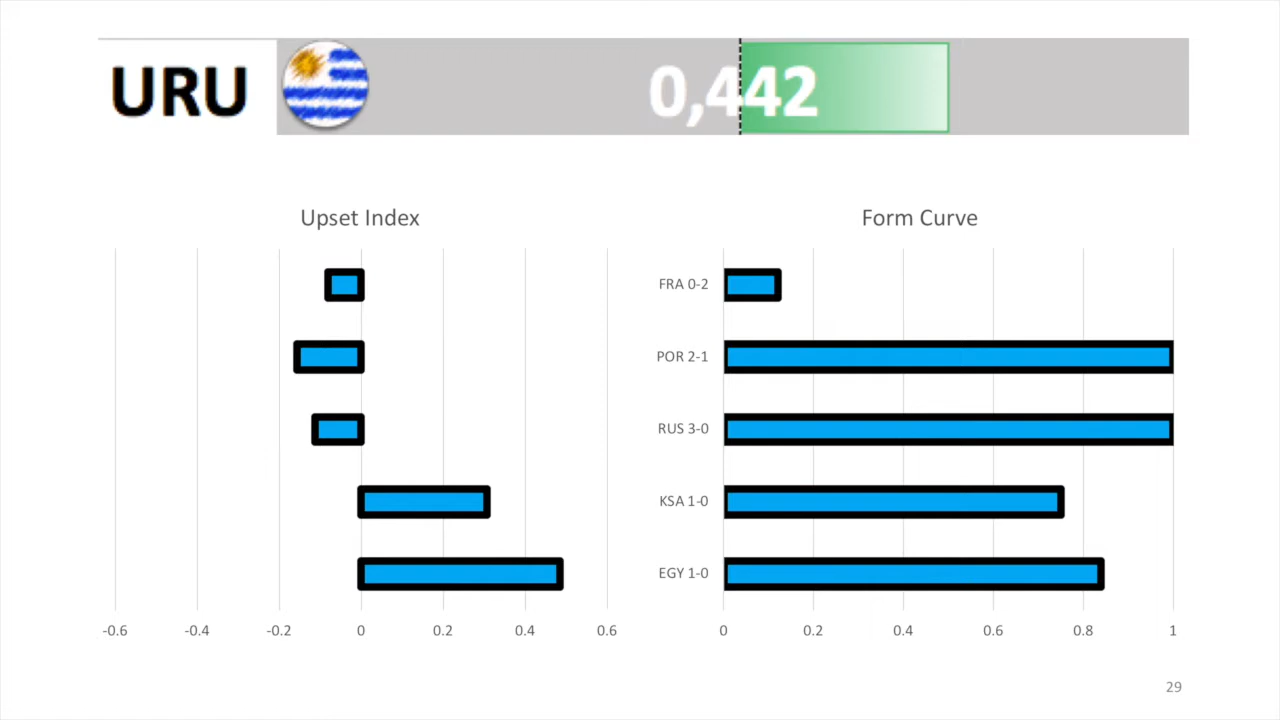 URU 0,442
Upset Index
-0.6 -0.4 -0.2 0 0.2 0.4 0.6
Form Curve
FRA 0-2
POR 2-1
RUS 3-0
KSA 1-0
EGY 1-0
0 0.2 0.4 0.6 0.8 1
29